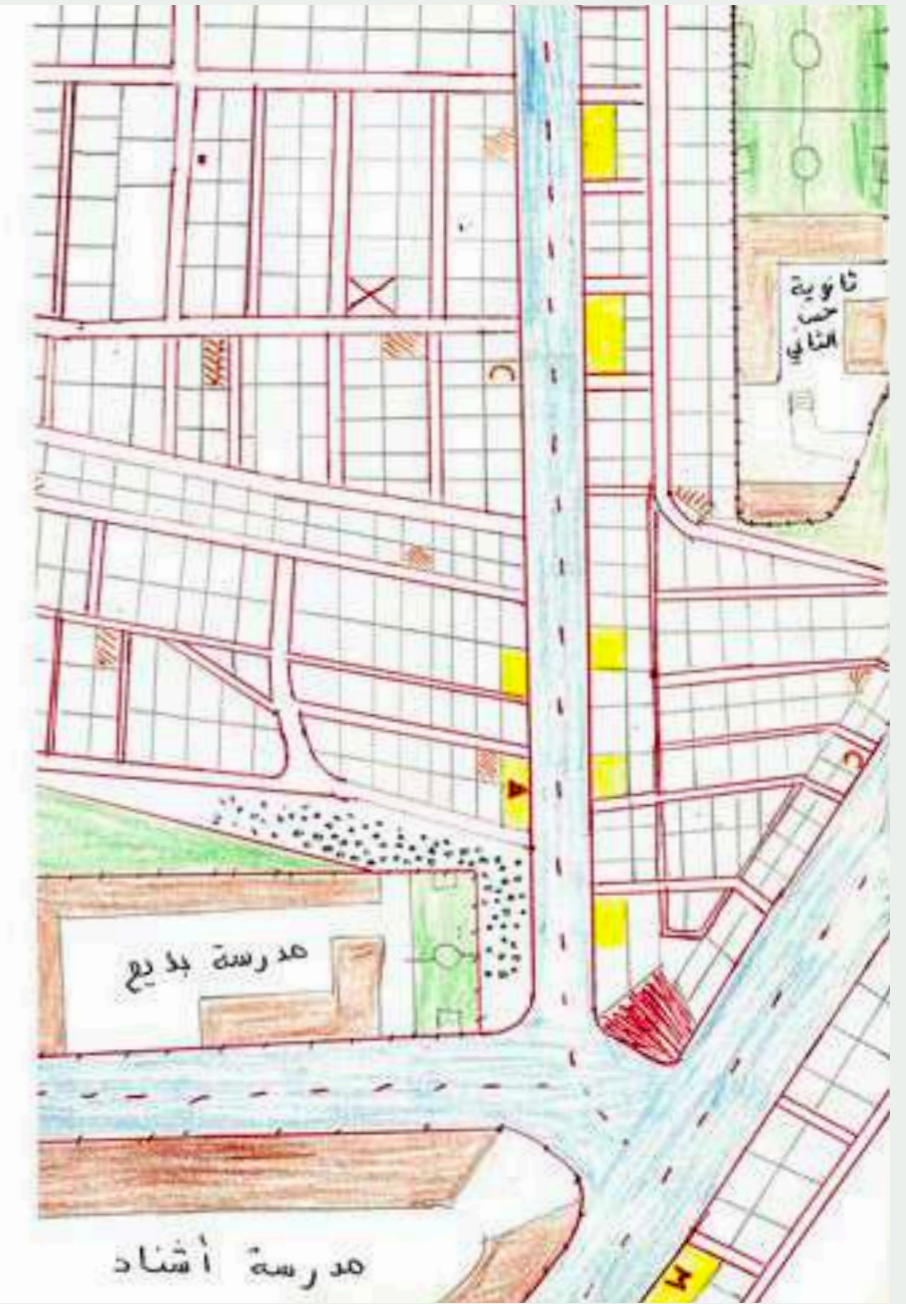 ثانوية
حسن
الثاني
A
مدرسة بديع
مدرسة أشناد
M